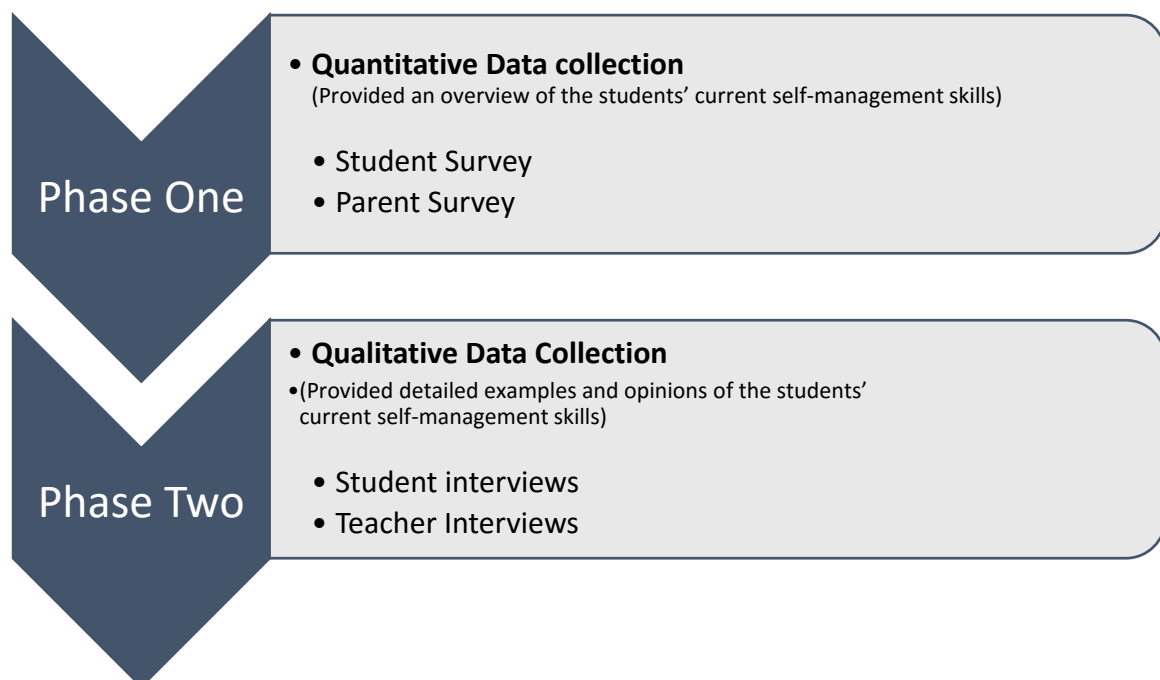 Phase One
• Quantitative Data collection
(Provided an overview of the students’ current self-management skills)
• Student Survey
• Parent Survey
Phase Two
• Qualitative Data Collection
•(Provided detailed examples and opinions of the students’
current self-management skills)
• Student interviews
• Teacher Interviews